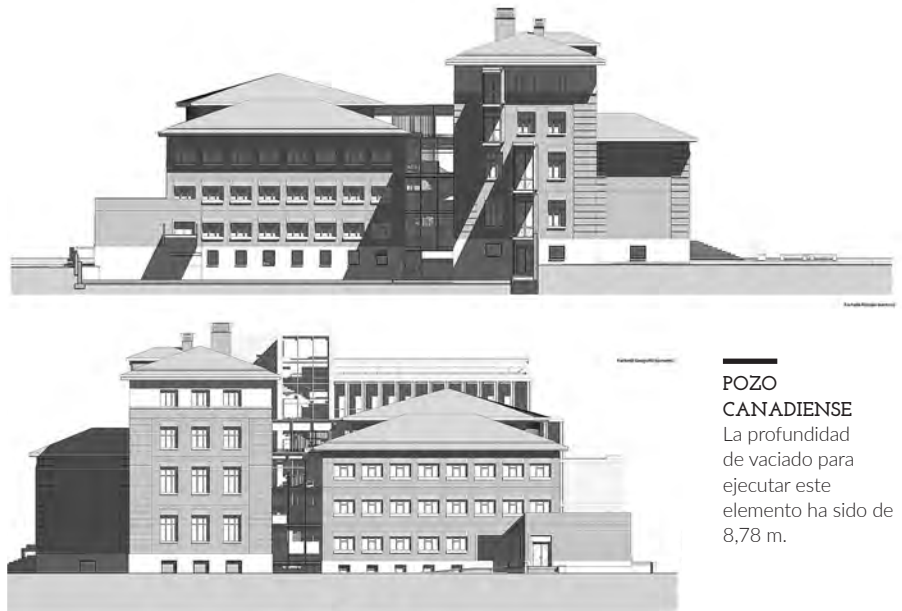 POZO
CANADIENSE
La profundidad
de vaciado para
ejecutar este
elemento ha sido de
8,78 m.